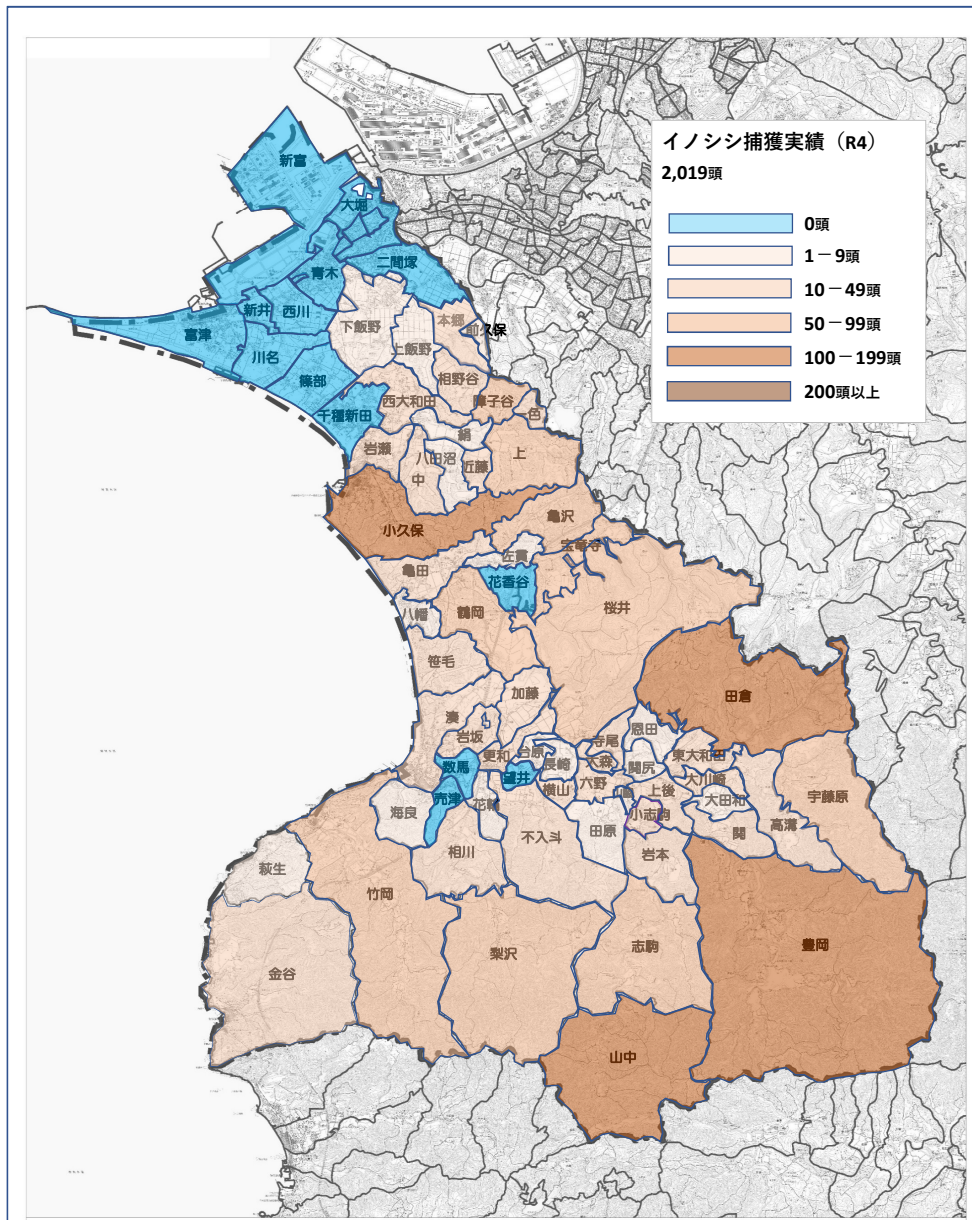 イノシシ捕獲実績（R4）
2,019頭
0頭
1－9頭
10－49頭
50－99頭
100－199頭
200頭以上
新富
大堀
二間塚
青木
新井
西川
富津
川名
篠部
千種新田
下飯野
上飯野
本郷
前久保
相野谷
西大和田
障子谷
一色
絹
岩瀬
八田沼
中
近藤
上
小久保
亀沢
宝竜寺
左貫
亀田
花香谷
八幡
鶴岡
桜井
笹毛
加藤
田倉
湊
岩坂
更和
台原
長崎
寺尾
恩田
東大和田
数馬
望井
横山
大森
六野
関尻
上後
大川崎
大田和
宇藤原
売津
海良
花輪
不入斗
田原
小志駒
関
高溝
相川
岩本
萩生
竹岡
梨沢
志駒
豊岡
金谷
山中